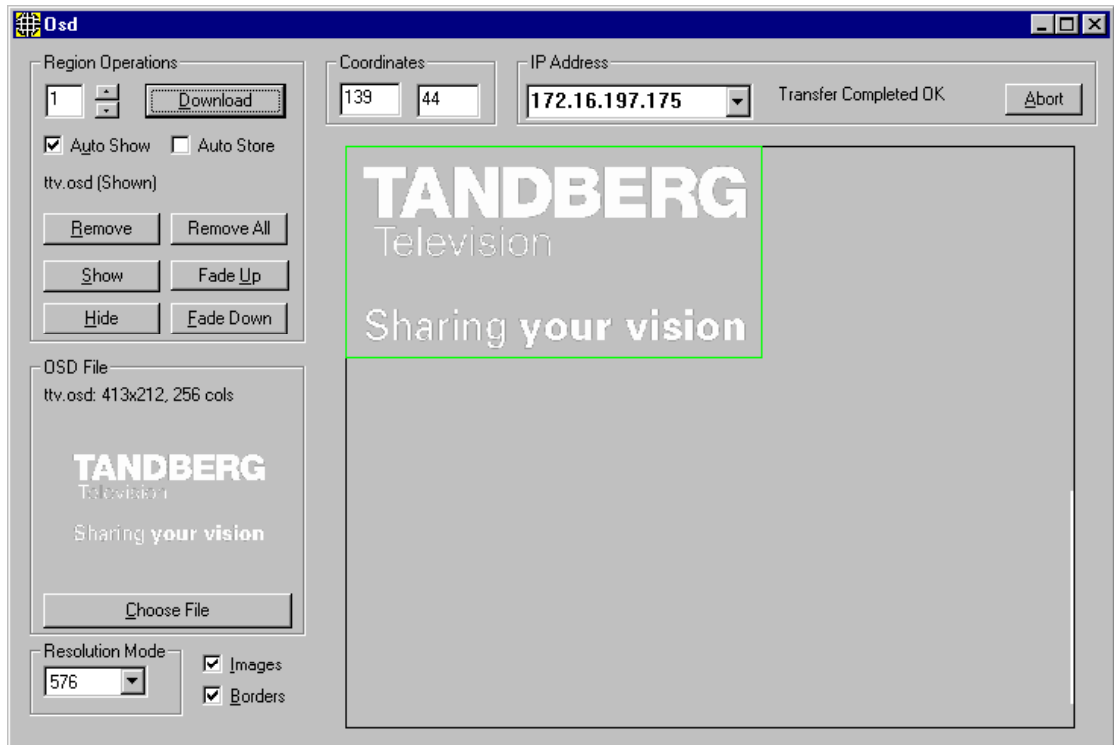 Osd
Region Operations
1
Download
Auto Show
Auto Store
ttv.osd (Shown)
Remove
Remove All
Show
Fade Up
Hide
Fade Down
Coordinates
139
44
IP Address
172.16.197.175
Transfer Completed OK
Abort
TANDBERG
Television
Sharing your vision
OSD File
ttv.osd: 413x212, 256 cols
TANDBERG
Television
Sharing your vision
Choose File
Resolution Mode
576
Images
Borders